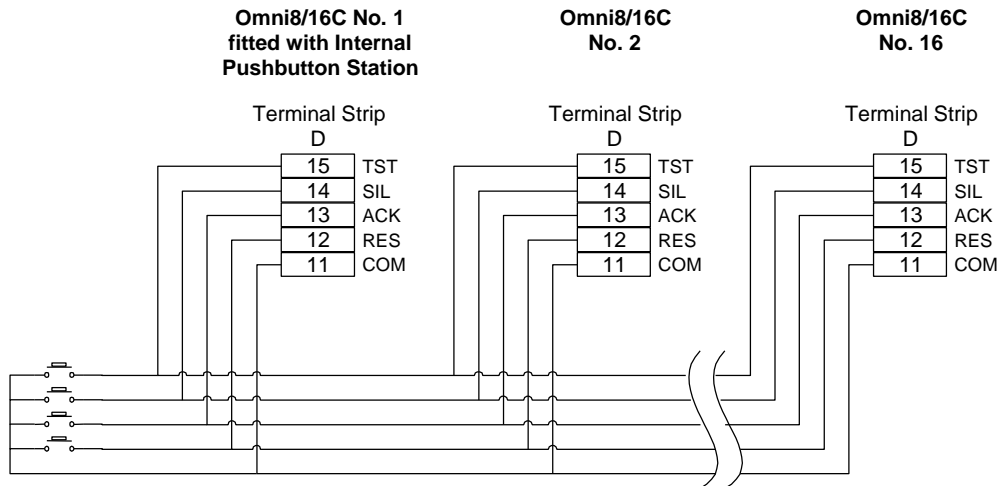 Omni8/16C No. 1
fitted with Internal
Pushbutton Station
Omni8/16C
No. 2
Omni8/16C
No. 16
Terminal Strip
D
15 TST
14 SIL
13 ACK
12 RES
11 COM
Terminal Strip
D
15 TST
14 SIL
13 ACK
12 RES
11 COM
Terminal Strip
D
15 TST
14 SIL
13 ACK
12 RES
11 COM